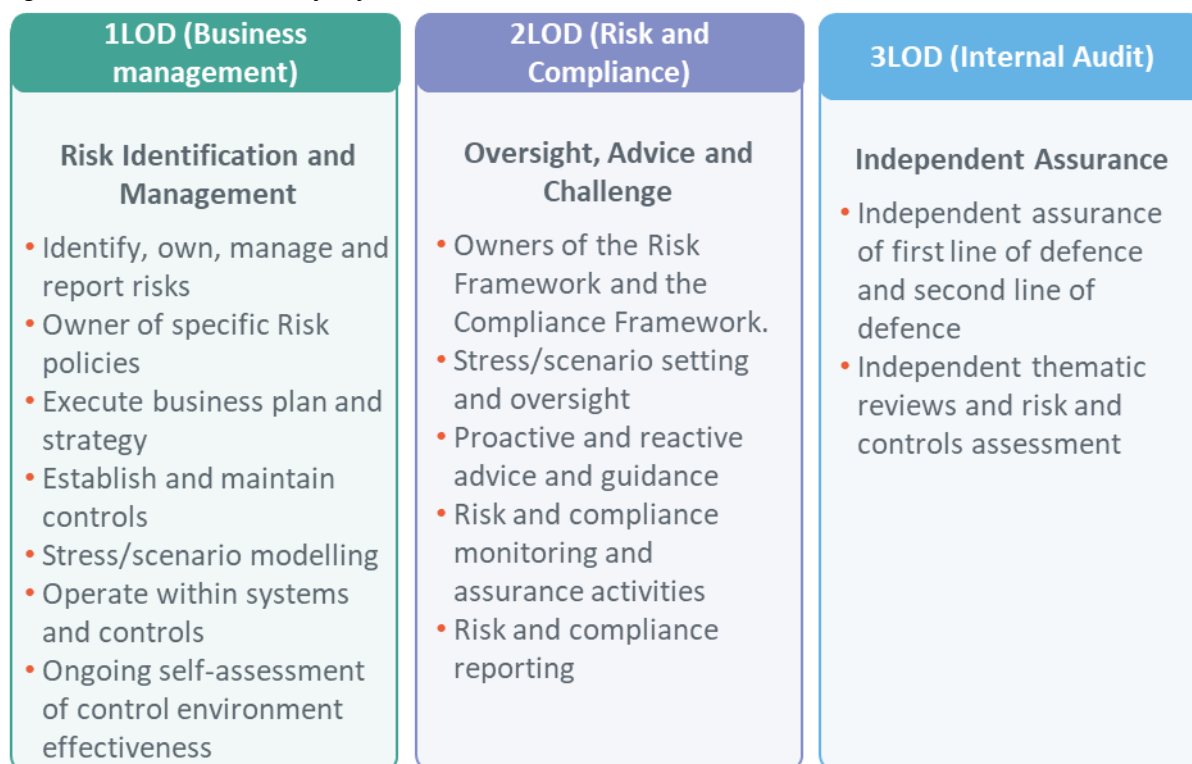 1LOD (Business
management)
Risk Identification and
Management
• Identify, own, manage and
report risks
• Owner of specific Risk
policies
• Execute business plan and
strategy
• Establish and maintain
controls
• Stress/scenario modelling
• Operate within systems
and controls
• Ongoing self-assessment
of control environment
effectiveness
2LOD (Risk and
Compliance)
Oversight, Advice and
Challenge
• Owners of the Risk
Framework and the
Compliance Framework.
• Stress/scenario setting
and oversight
• Proactive and reactive
advice and guidance
• Risk and compliance
monitoring and
assurance activities
• Risk and compliance
reporting
3LOD (Internal Audit)
Independent Assurance
• Independent assurance
of first line of defence
and second line of
defence
• Independent thematic
reviews and risk and
controls assessment